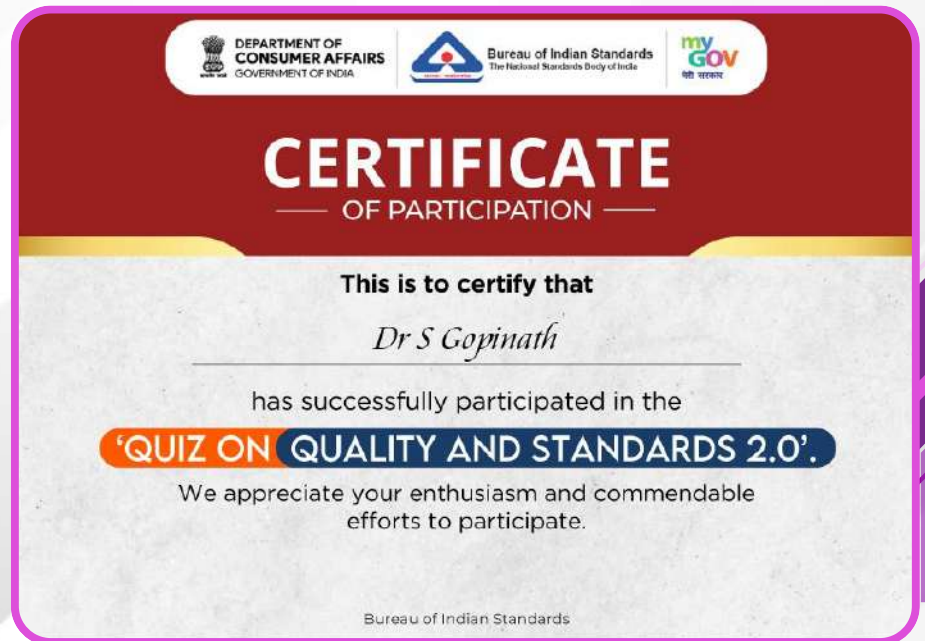 DEPARTMENT OF
CONSUMER AFFAIRS
GOVERNMENT OF INDIA
Bureau of Indian Standards
The National Standards Body of India
my
GOV
मेरी सरकार
CERTIFICATE
OF PARTICIPATION
This is to certify that
Dr S Gopinath
has successfully participated in the
‘QUIZ ON QUALITY AND STANDARDS 2.0’.
We appreciate your enthusiasm and commendable
efforts to participate.
Bureau of Indian Standards